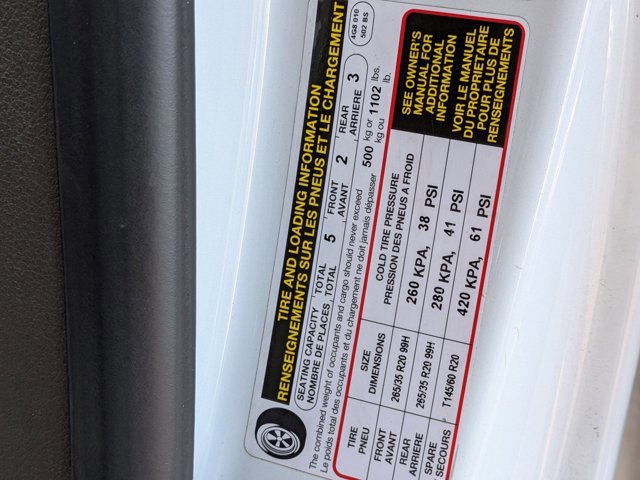 TIRE AND LOADING INFORMATION
RENSEIGNEMENTS SUR LES PNEUS ET LE CHARGEMENT
4G8 010
502 BS
SEATING CAPACITY TOTAL 5 FRONT 2 REAR 3
NOMBRE DE PLACES TOTAL AVANT ARRIERE
The combined weight of occupants and cargo should never exceed 500 kg or 1102 lbs.
Le poids total des occupants et du chargement ne doit jamais dépasser kg ou lb.
TIRE SIZE COLD TIRE PRESSURE
PNEU DIMENSIONS PRESSION DES PNEUS A FROID
FRONT
AVANT 265/35 R20 99H 260 KPA, 38 PSI
REAR
ARRIERE 265/35 R20 99H 280 KPA, 41 PSI
SPARE
SECOURS T145/60 R20 420 KPA, 61 PSI
SEE OWNER'S
MANUAL FOR
ADDITIONAL
INFORMATION
VOIR LE MANUEL
DU PROPRIETAIRE
POUR PLUS DE
RENSEIGNEMENTS